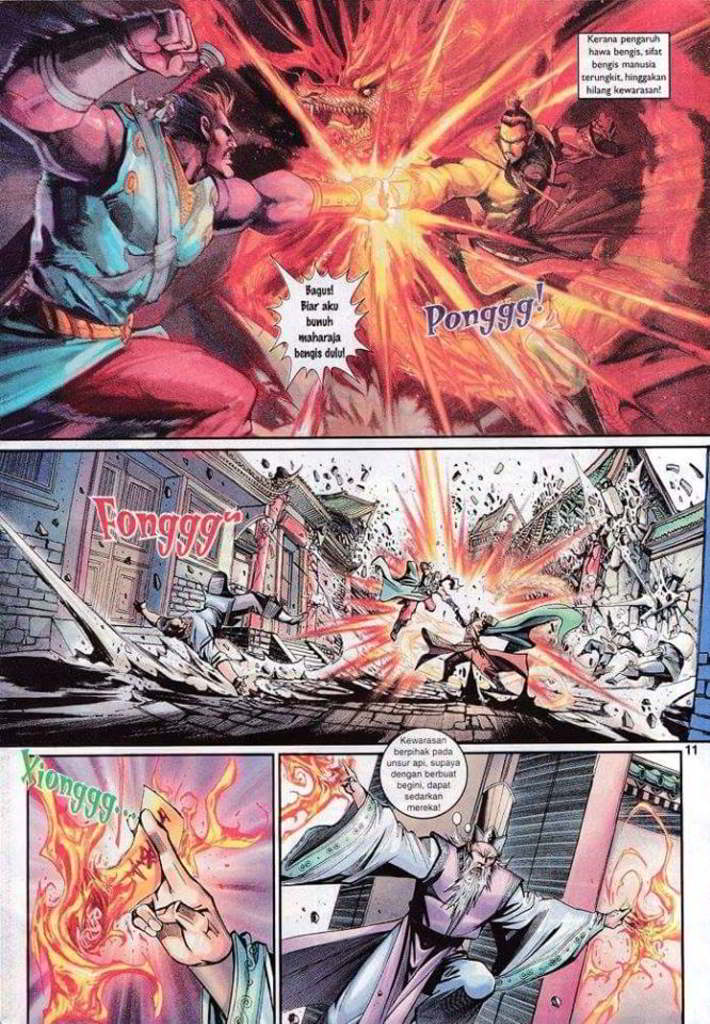 Kerana pengaruh
hawa bengis, sifat
bengis manusia
terungkit, hinggakan
hilang kewarasan!
Bagus!
Biar aku
bunuh
maharaja
bengis dulu!
Ponggg!
Fonggg~
11
Xionggg...
Kewarasan
berpihak pada
unsur api, supaya
dengan berbuat
begini, dapat
sedarkan
mereka!